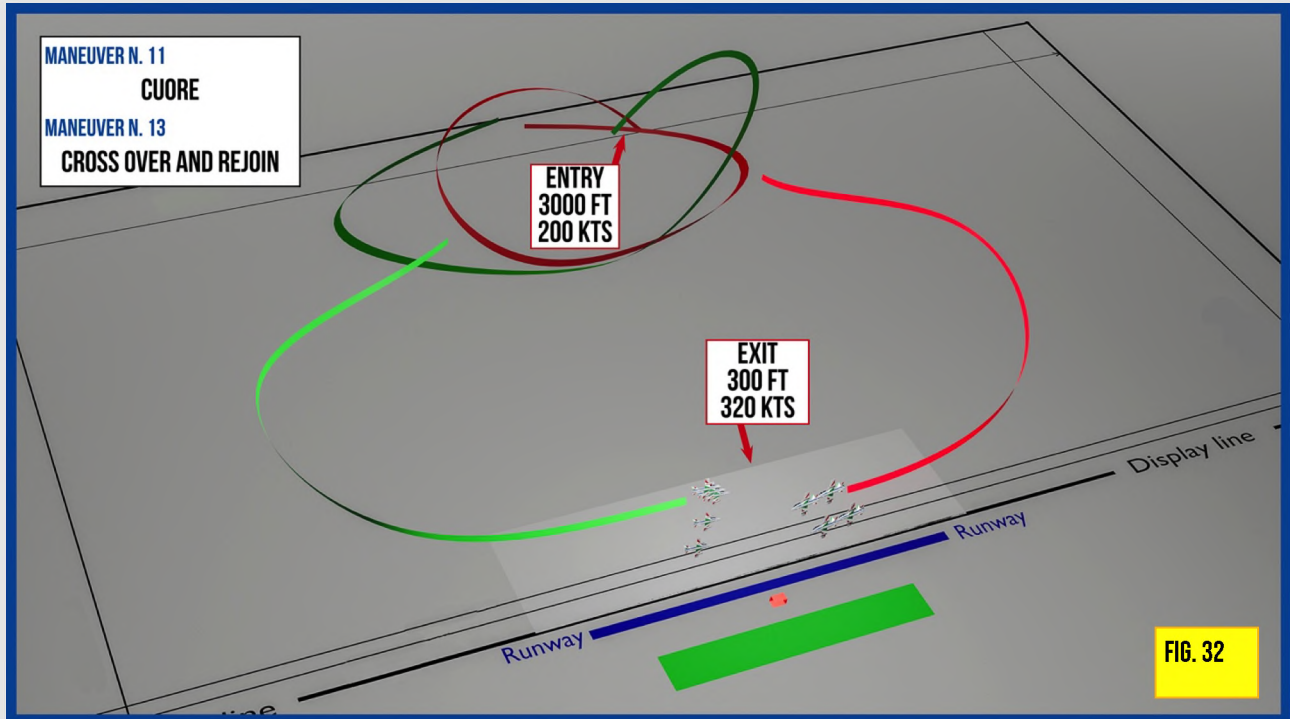 MANEUVER N. 11
CUORE
MANEUVER N. 13
CROSS OVER AND REJOIN
ENTRY
3000 FT
200 KTS
EXIT
300 FT
320 KTS
Display line
Runway
Runway
line
FIG. 32